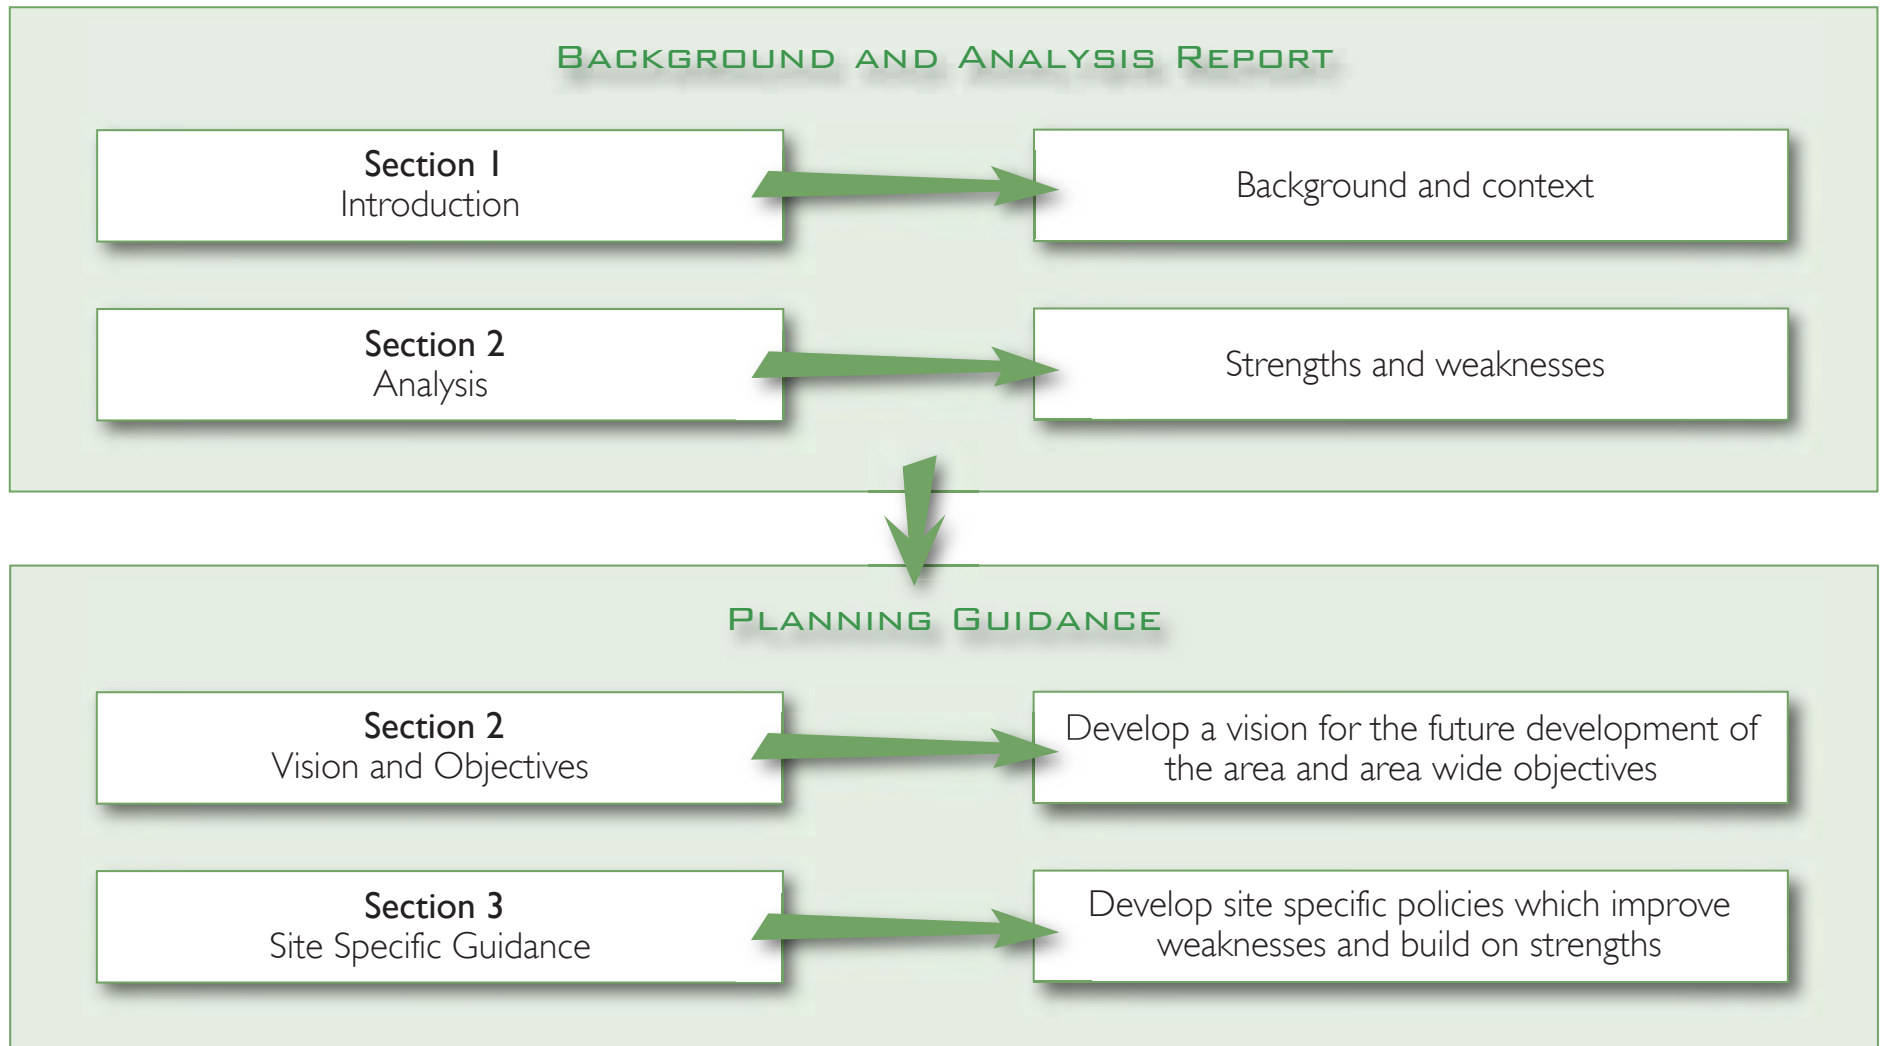 Background and Analysis Report
Section 1
Introduction
Background and context
Section 2
Analysis
Strengths and weaknesses
Planning Guidance
Section 2
Vision and Objectives
Develop a vision for the future development of
the area and area wide objectives
Section 3
Site Specific Guidance
Develop site specific policies which improve
weaknesses and build on strengths